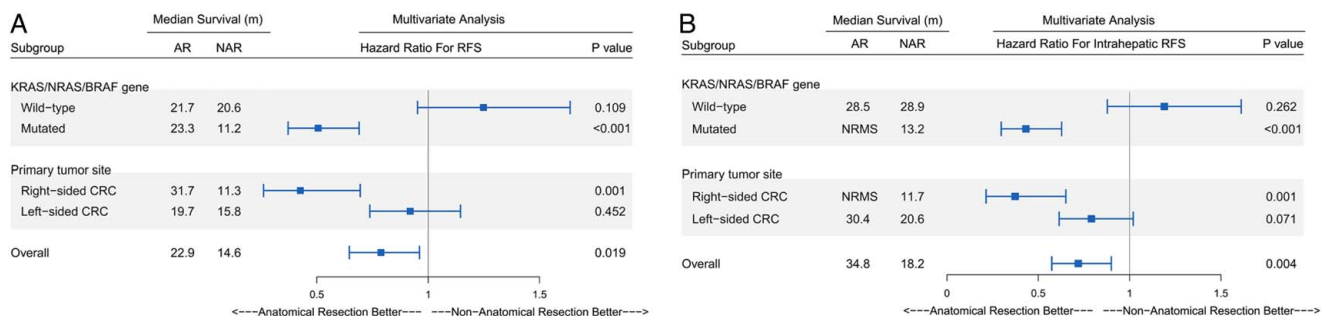 A
Median Survival (m) Multivariate Analysis
Subgroup AR NAR Hazard Ratio For RFS P value
KRAS/NRAS/BRAF gene
Wild−type 21.7 20.6 0.109
Mutated 23.3 11.2 <0.001
Primary tumor site
Right−sided CRC 31.7 11.3 0.001
Left−sided CRC 19.7 15.8 0.452
Overall 22.9 14.6 0.019
0.5 1 1.5
<−−−Anatomical Resection Better−−− −−−Non−Anatomical Resection Better−−−>
B
Median Survival (m) Multivariate Analysis
Subgroup AR NAR Hazard Ratio For Intrahepatic RFS P value
KRAS/NRAS/BRAF gene
Wild−type 28.5 28.9 0.262
Mutated NRMS 13.2 <0.001
Primary tumor site
Right−sided CRC NRMS 11.7 0.001
Left−sided CRC 30.4 20.6 0.071
Overall 34.8 18.2 0.004
0 0.5 1 1.5
<−−−Anatomical Resection Better−−− −−−Non−Anatomical Resection Better−−−>